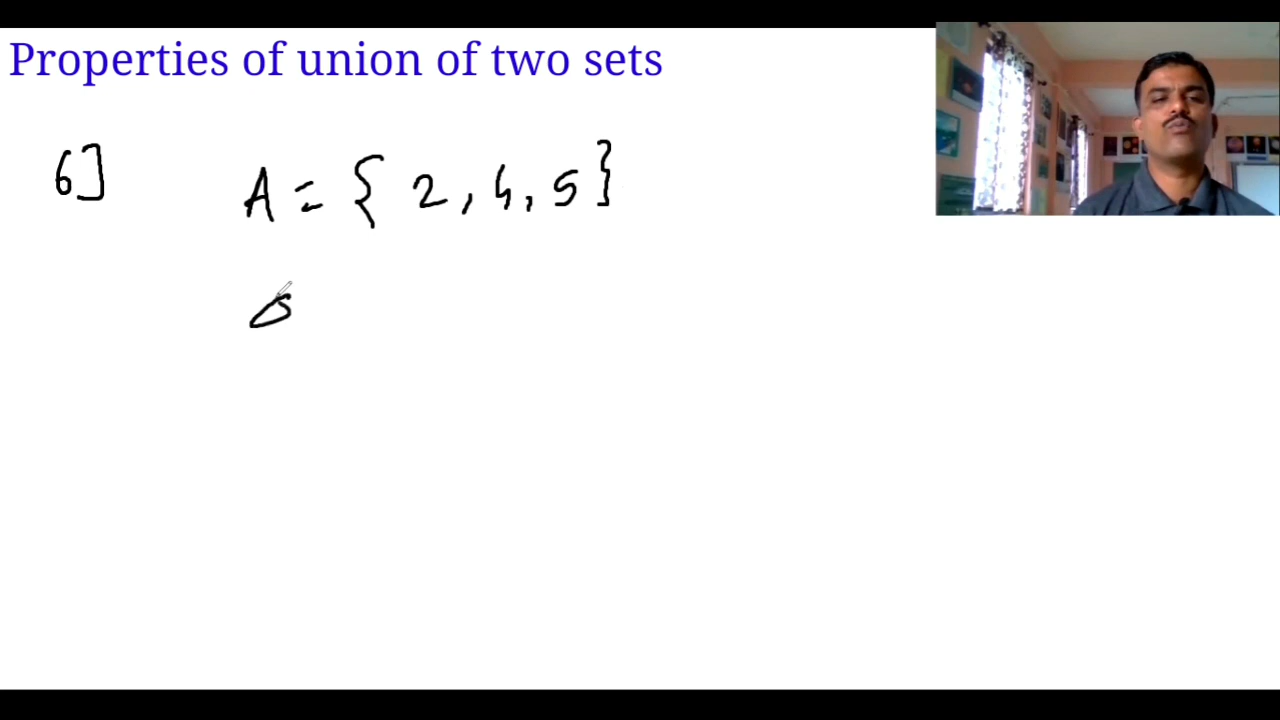 Properties of union of two sets
6]
A = { 2, 4, 5 }